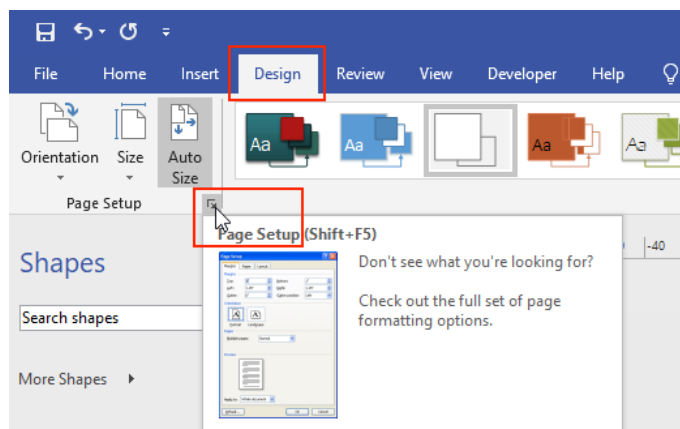 File Home Insert Design Review View Developer Help
Orientation Size Auto Size
Aa Aa Aa Aa
Page Setup
Page Setup (Shift+F5)
-40
Shapes
Don't see what you're looking for?
Check out the full set of page
formatting options.
Search shapes
More Shapes